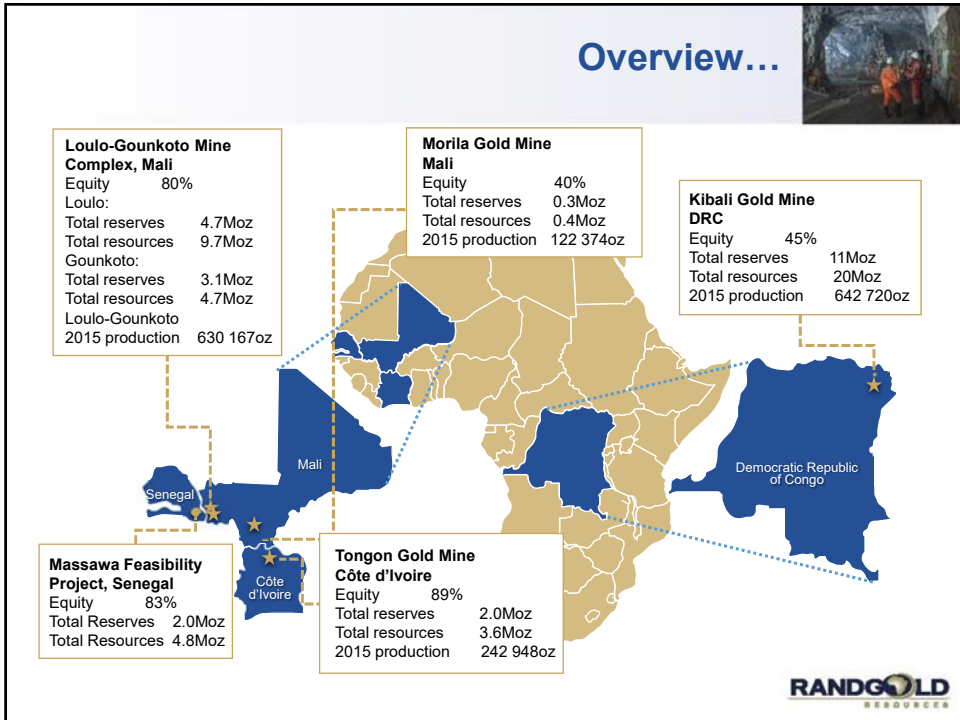 Overview…
Loulo-Gounkoto Mine
Complex, Mali
Equity 80%
Loulo:
Total reserves 4.7Moz
Total resources 9.7Moz
Gounkoto:
Total reserves 3.1Moz
Total resources 4.7Moz
Loulo-Gounkoto
2015 production 630 167oz
Morila Gold Mine
Mali
Equity 40%
Total reserves 0.3Moz
Total resources 0.4Moz
2015 production 122 374oz
Kibali Gold Mine
DRC
Equity 45%
Total reserves 11Moz
Total resources 20Moz
2015 production 642 720oz
Mali
Senegal
Côte
d’Ivoire
Democratic Republic
of Congo
Massawa Feasibility
Project, Senegal
Equity 83%
Total Reserves 2.0Moz
Total Resources 4.8Moz
Tongon Gold Mine
Côte d’Ivoire
Equity 89%
Total reserves 2.0Moz
Total resources 3.6Moz
2015 production 242 948oz
RANDGOLD
RESOURCES